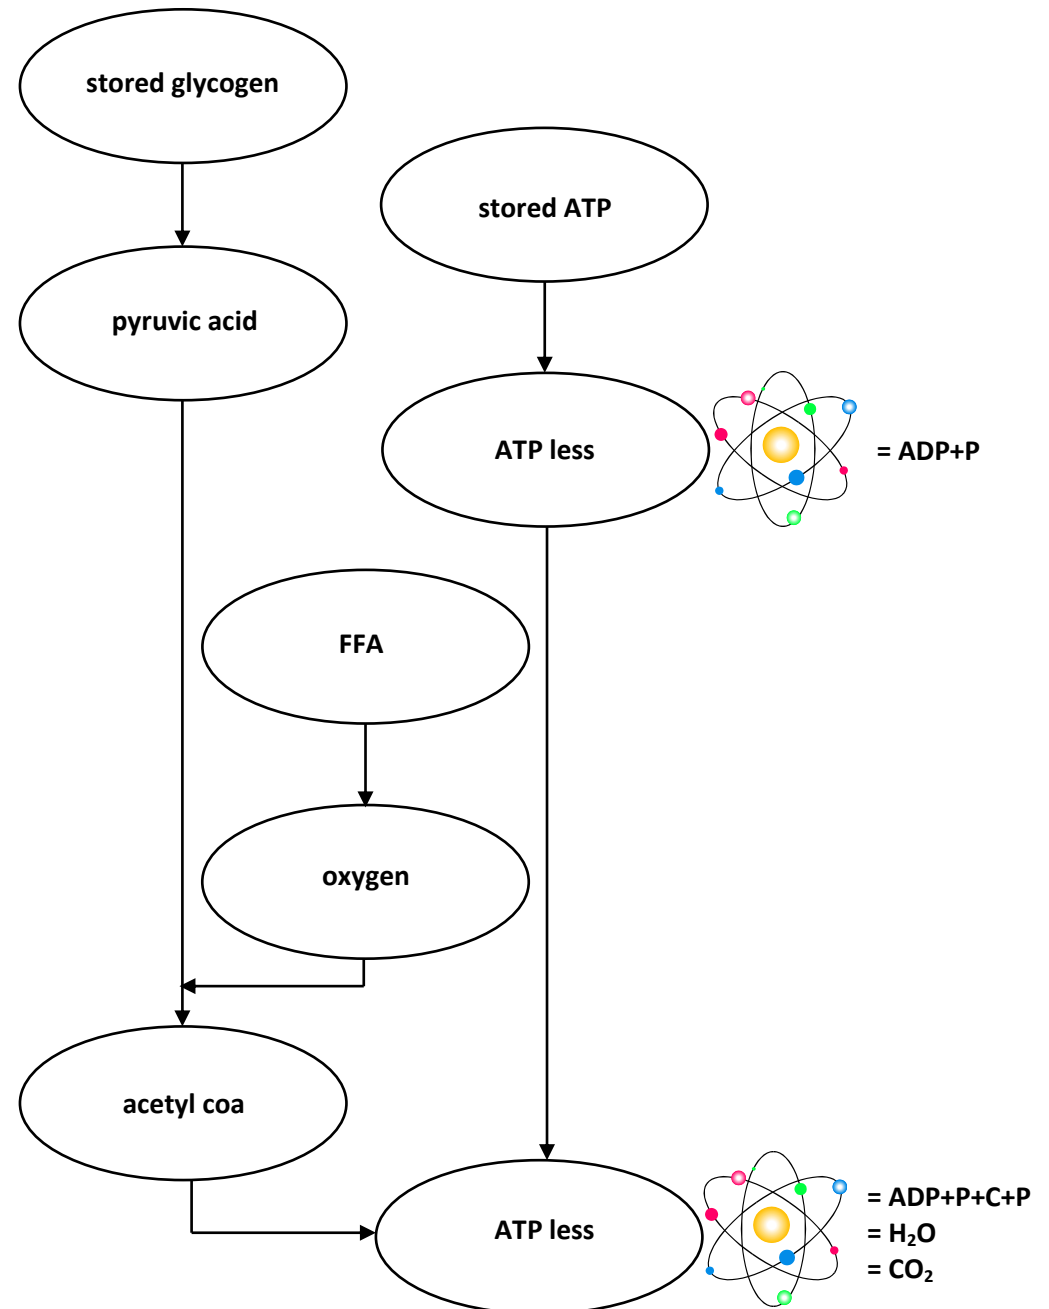 stored glycogen
stored ATP
pyruvic acid
ATP less
= ADP+P
FFA
oxygen
acetyl coa
ATP less
= ADP+P+C+P
= H₂O
= CO₂